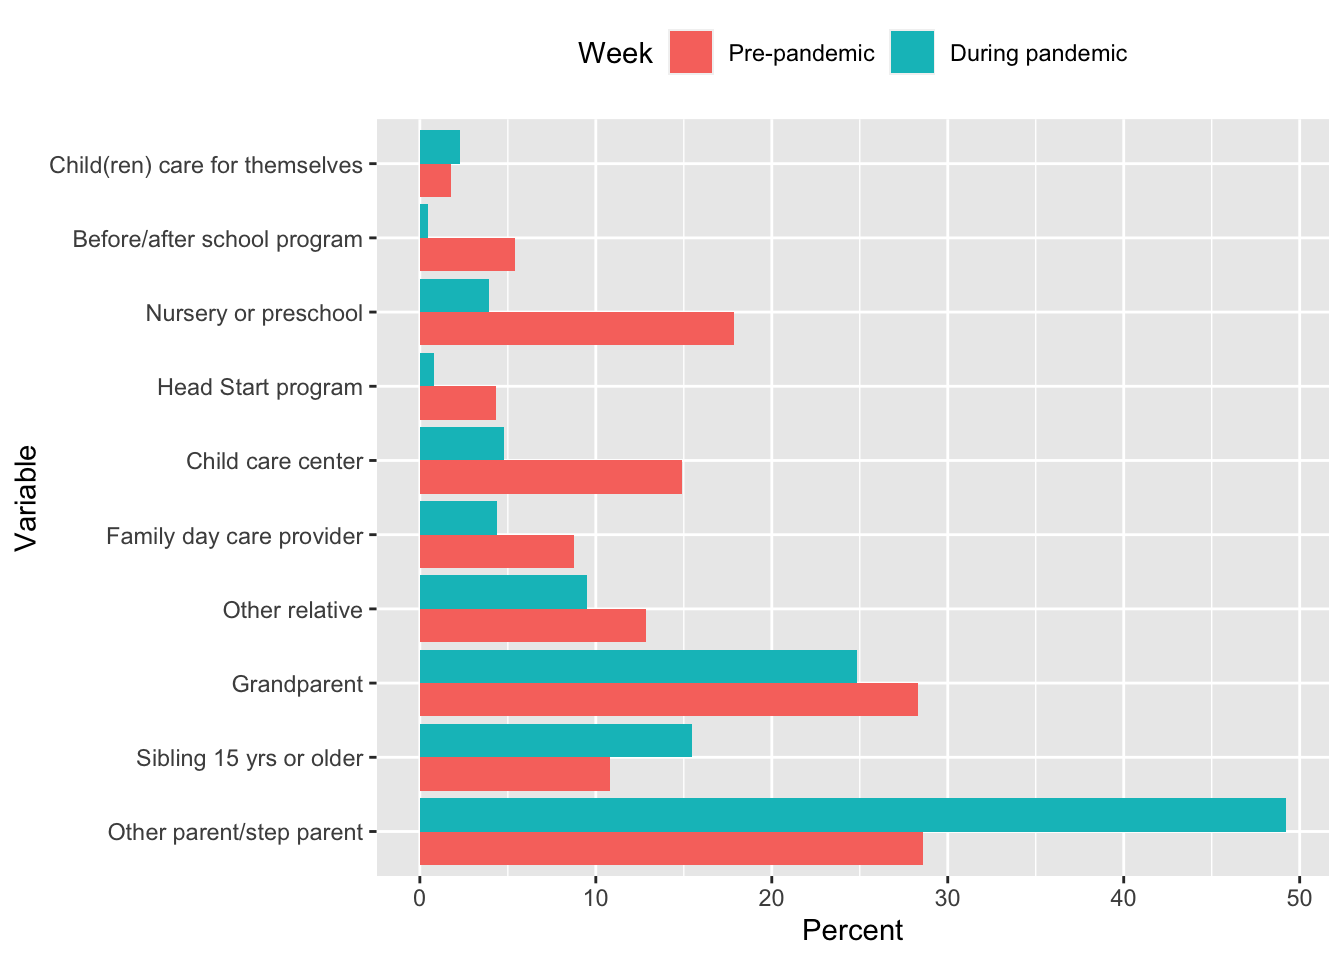 Week Pre-pandemic During pandemic
Child(ren) care for themselves
Before/after school program
Nursery or preschool
Head Start program
Child care center
Family day care provider
Other relative
Grandparent
Sibling 15 yrs or older
Other parent/step parent
Variable
0 10 20 30 40 50
Percent